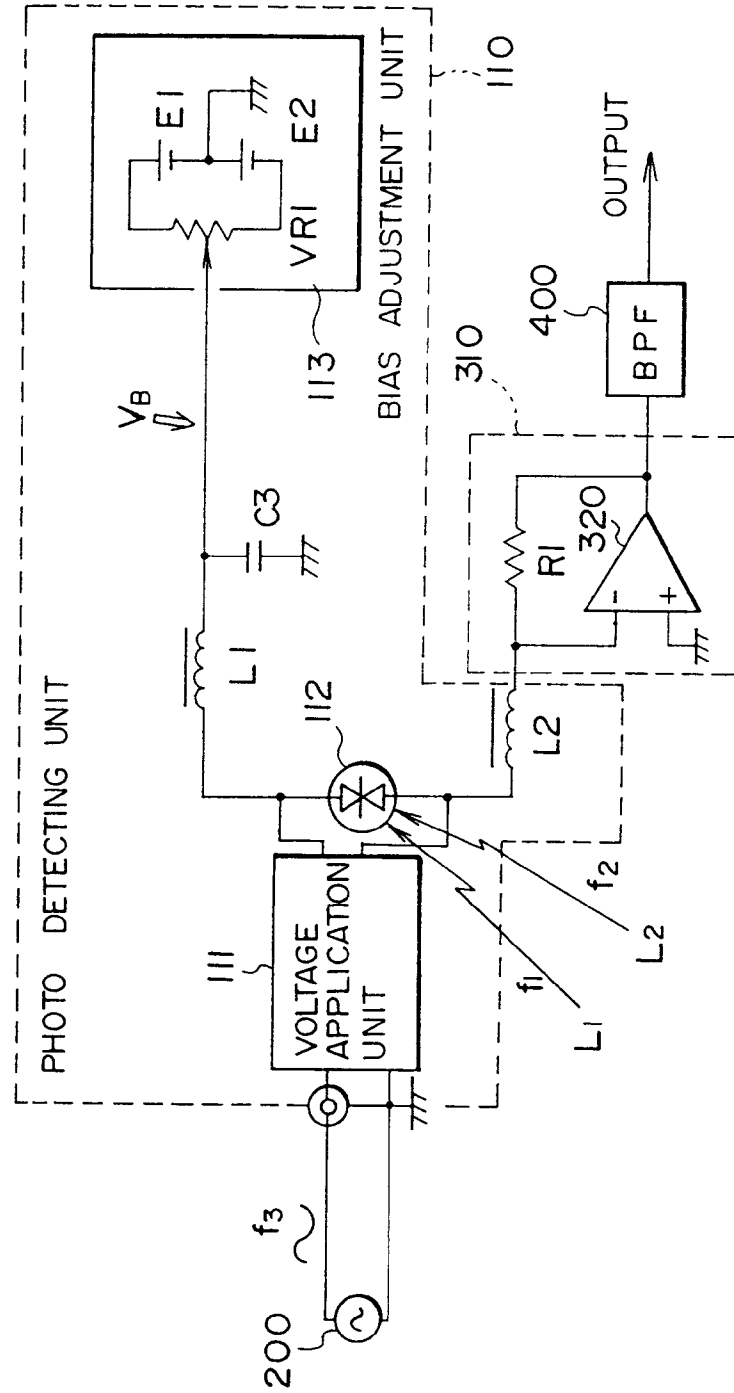 PHOTO DETECTING UNIT
200
f3
111
VOLTAGE
APPLICATION
UNIT
112
L1
C3
VB
113
VR1
E1
E2
BIAS ADJUSTMENT UNIT
110
f1
L1
f2
L2
L2
R1
-
+
320
310
400
BPF
OUTPUT